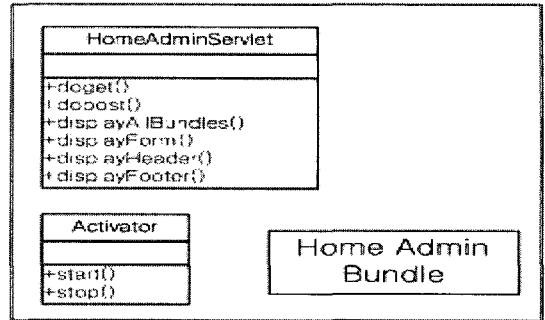 HomeAdminServlet
+doget()
+dopost()
+displayAllBundles()
+displayForm()
+displayHeader()
+displayFooter()
Activator
+start()
+stop()
Home Admin
Bundle